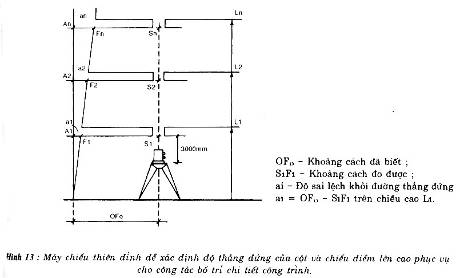 an
Ln
An
Fn
Sn
a2
L2
A2
F2
S2
a1
L1
A1
F1
S1
3000mm
OFo
OFo - Khoảng cách đã biết ;
S1F1 - Khoảng cách đo được ;
ai - Độ sai lệch khỏi đường thẳng đứng
a1 = OFo - S1F1 trên chiều cao L1.
Hình 13 : Máy chiếu thiên đỉnh để xác định độ thẳng đứng của cột và chiếu điểm lên cao phục vụ
cho công tác bố trí chi tiết công trình.